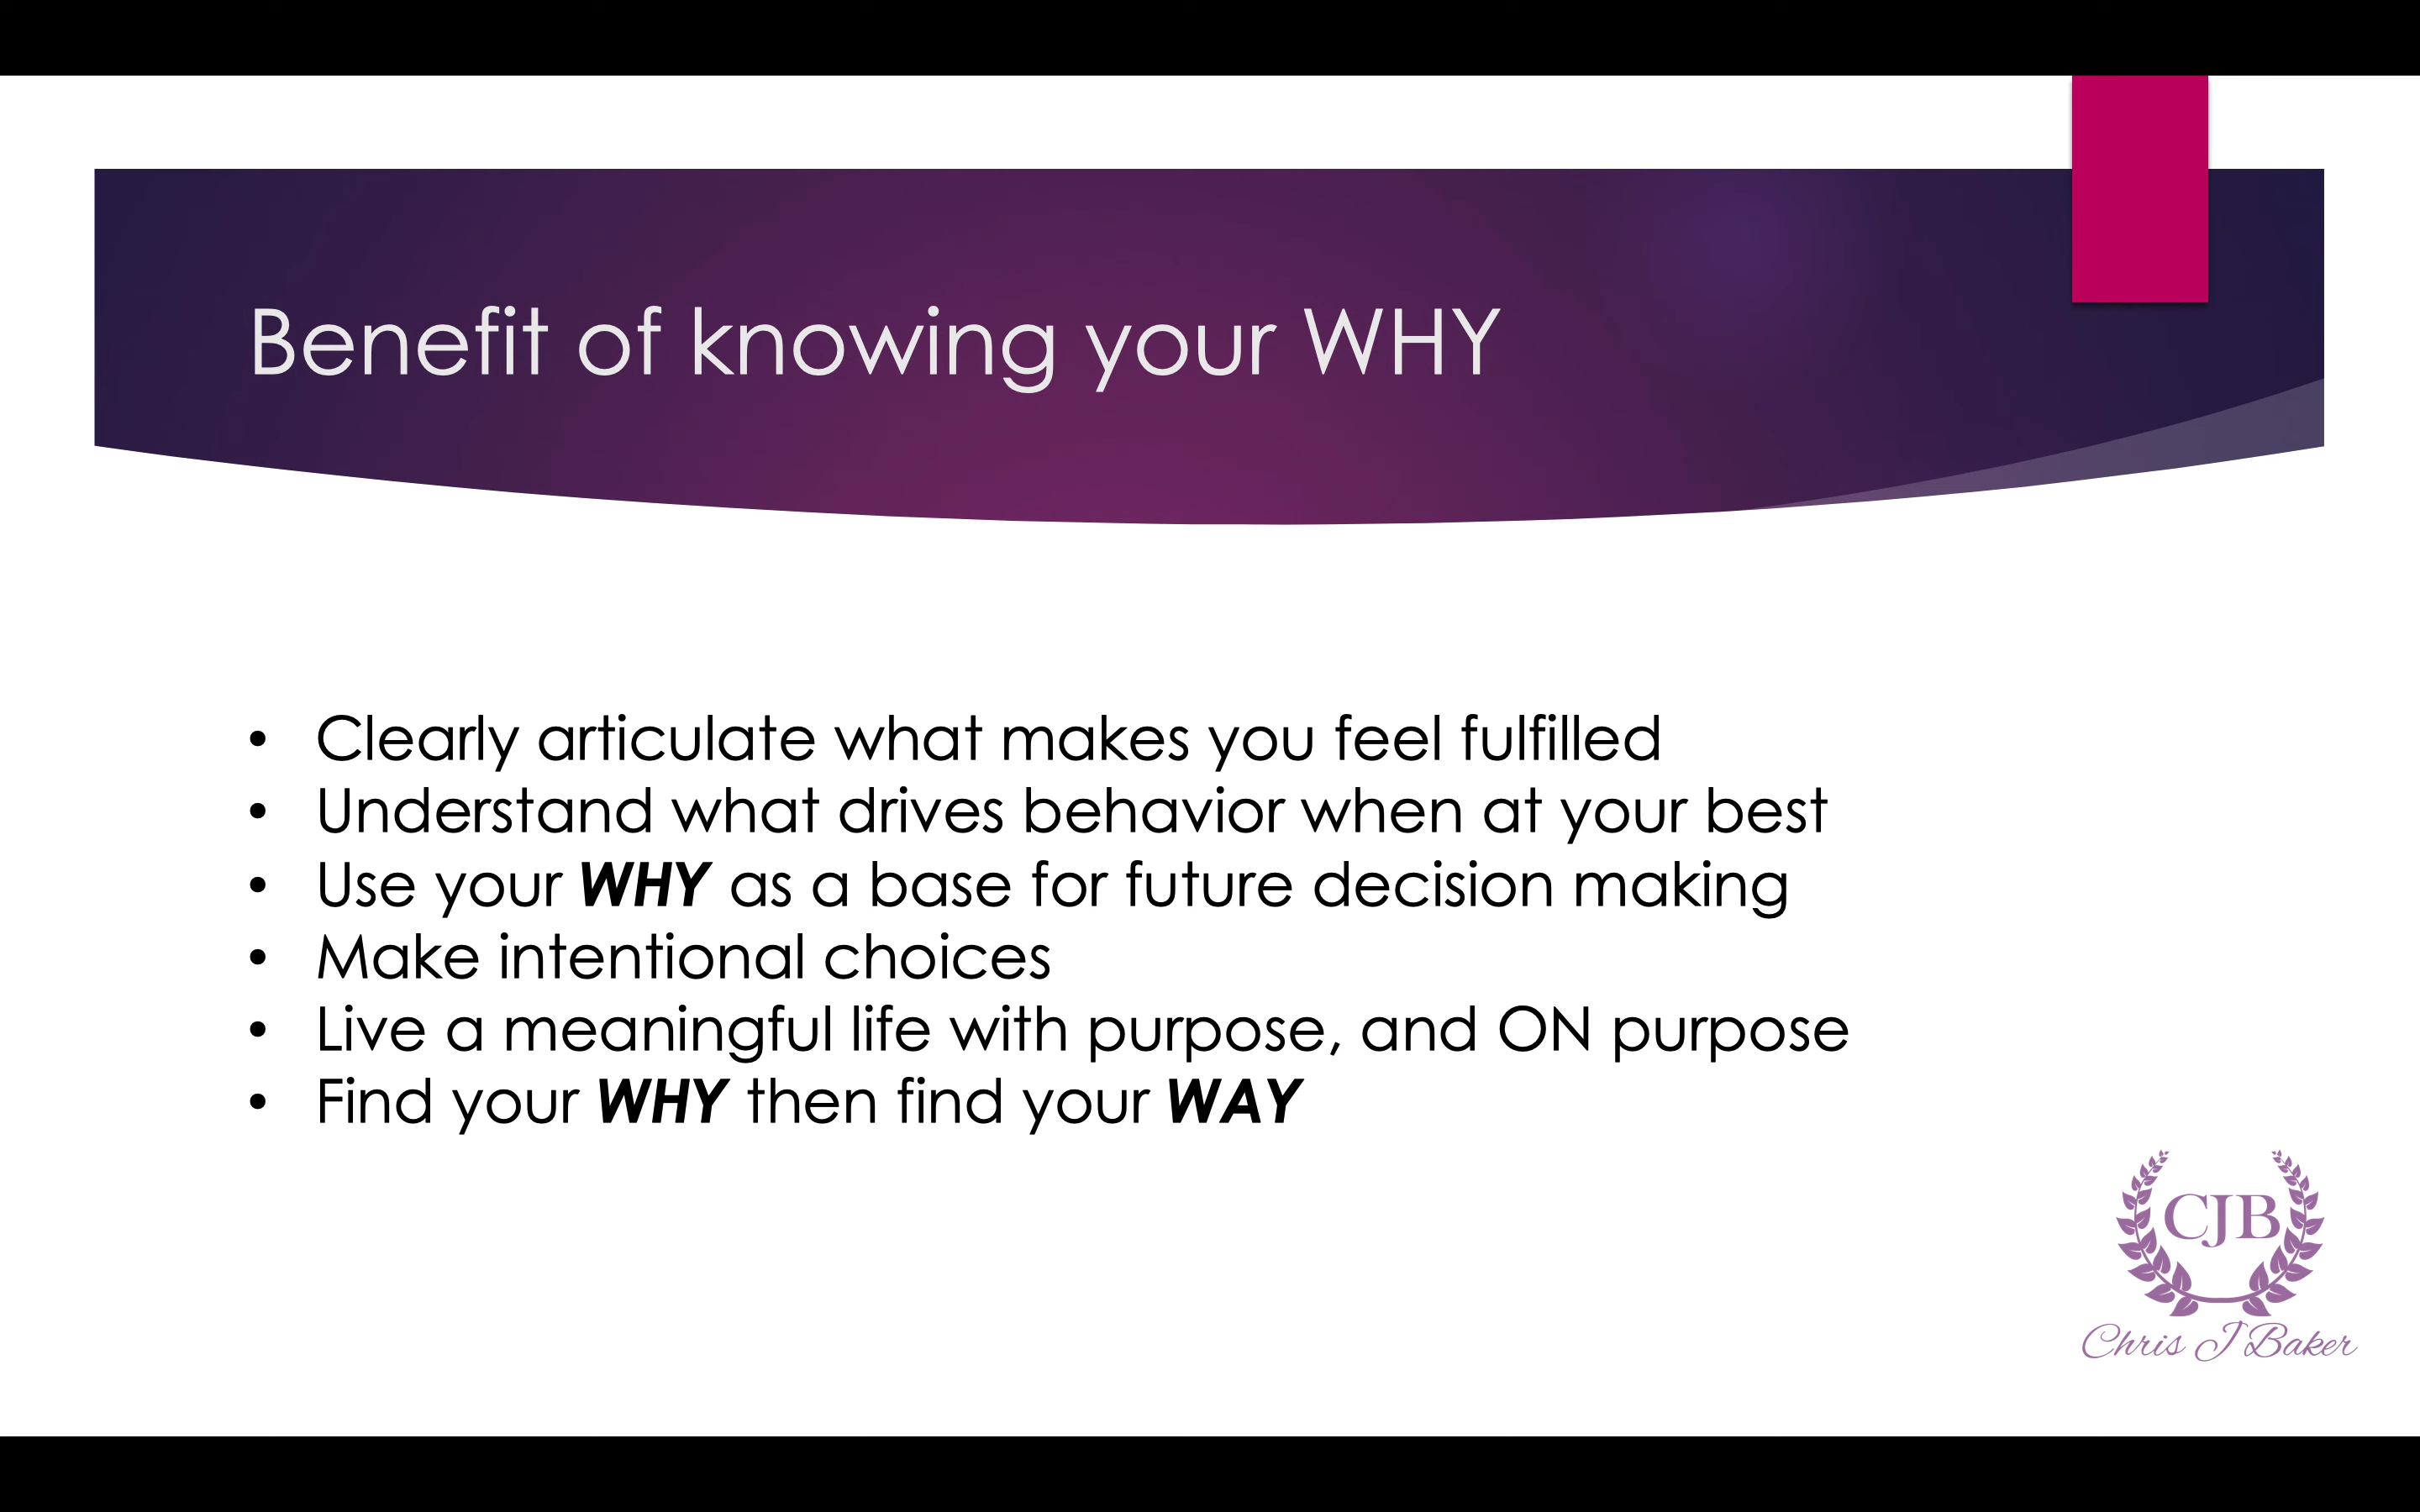 Benefit of knowing your WHY
• Clearly articulate what makes you feel fulfilled
• Understand what drives behavior when at your best
• Use your WHY as a base for future decision making
• Make intentional choices
• Live a meaningful life with purpose, and ON purpose
• Find your WHY then find your WAY
CJB
Chris J Baker